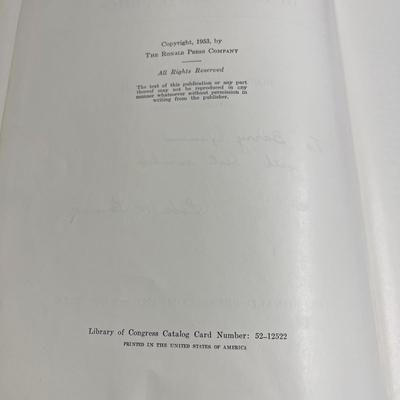 Copyright, 1953, by
THE RONALD PRESS COMPANY
All Rights Reserved
The text of this publication or any part
thereof may not be reproduced in any
manner whatsoever without permission in
writing from the publisher.
Library of Congress Catalog Card Number: 52-12522
PRINTED IN THE UNITED STATES OF AMERICA